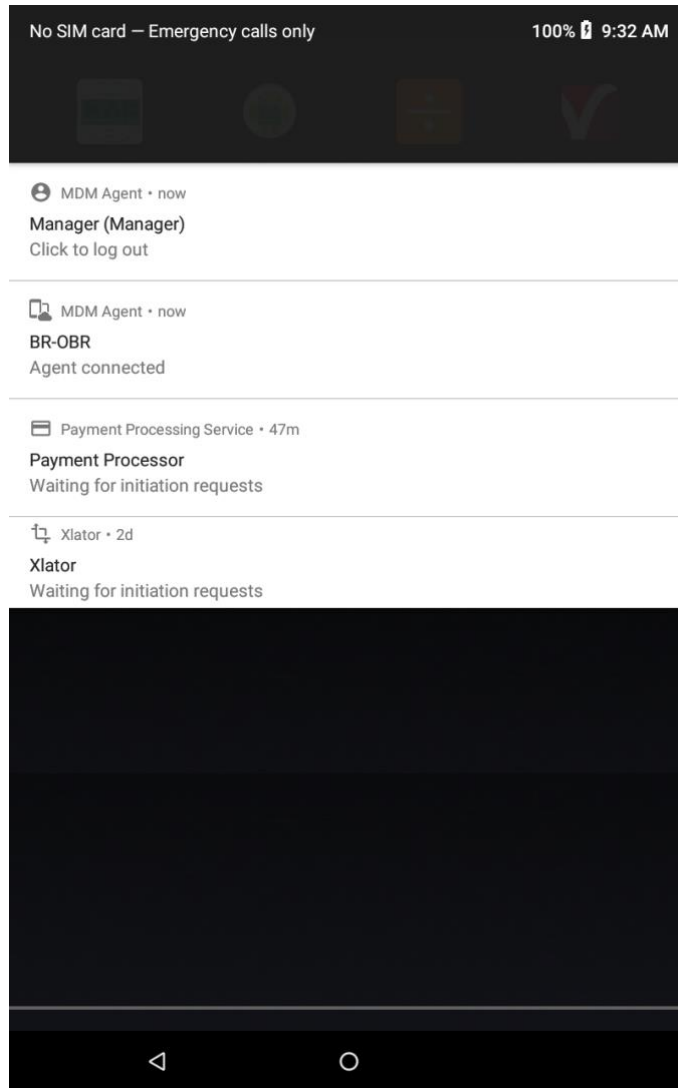 No SIM card — Emergency calls only 100% 9:32 AM
MDM Agent • now
Manager (Manager)
Click to log out
MDM Agent • now
BR-OBR
Agent connected
Payment Processing Service • 47m
Payment Processor
Waiting for initiation requests
Xlator • 2d
Xlator
Waiting for initiation requests